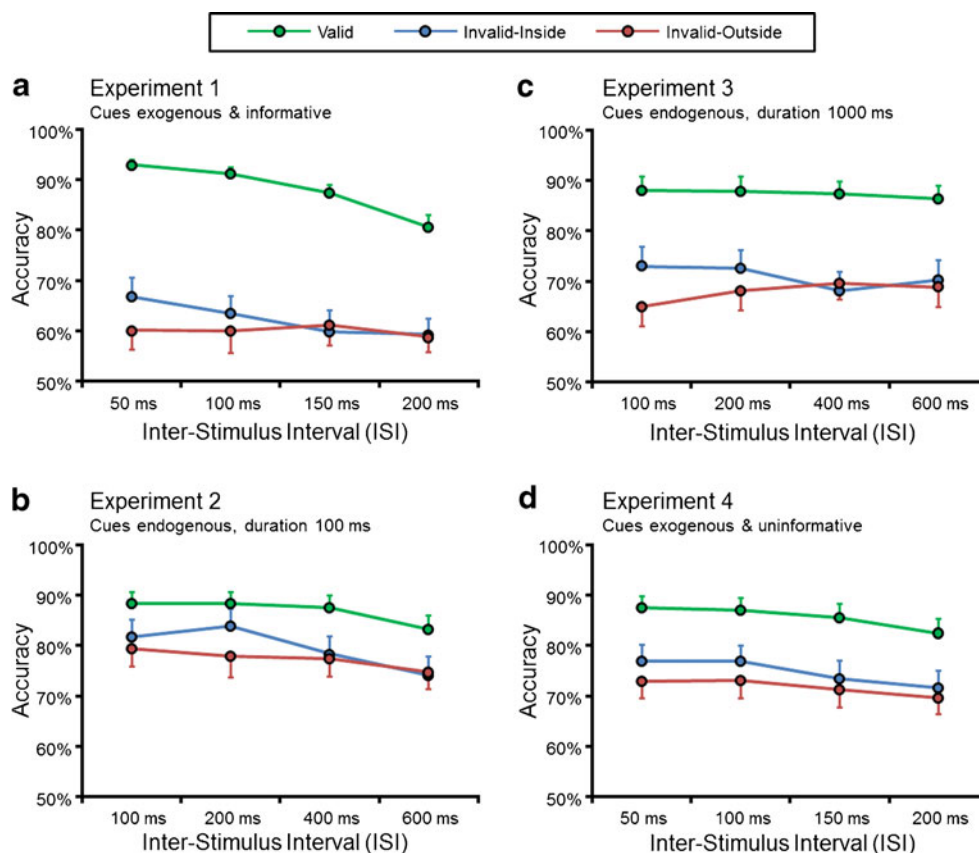 Valid Invalid-Inside Invalid-Outside
a Experiment 1
Cues exogenous & informative
100%
90%
80%
70%
60%
50%
Accuracy
50 ms 100 ms 150 ms 200 ms
Inter-Stimulus Interval (ISI)
c Experiment 3
Cues endogenous, duration 1000 ms
100%
90%
80%
70%
60%
50%
Accuracy
100 ms 200 ms 400 ms 600 ms
Inter-Stimulus Interval (ISI)
b Experiment 2
Cues endogenous, duration 100 ms
100%
90%
80%
70%
60%
50%
Accuracy
100 ms 200 ms 400 ms 600 ms
Inter-Stimulus Interval (ISI)
d Experiment 4
Cues exogenous & uninformative
100%
90%
80%
70%
60%
50%
Accuracy
50 ms 100 ms 150 ms 200 ms
Inter-Stimulus Interval (ISI)